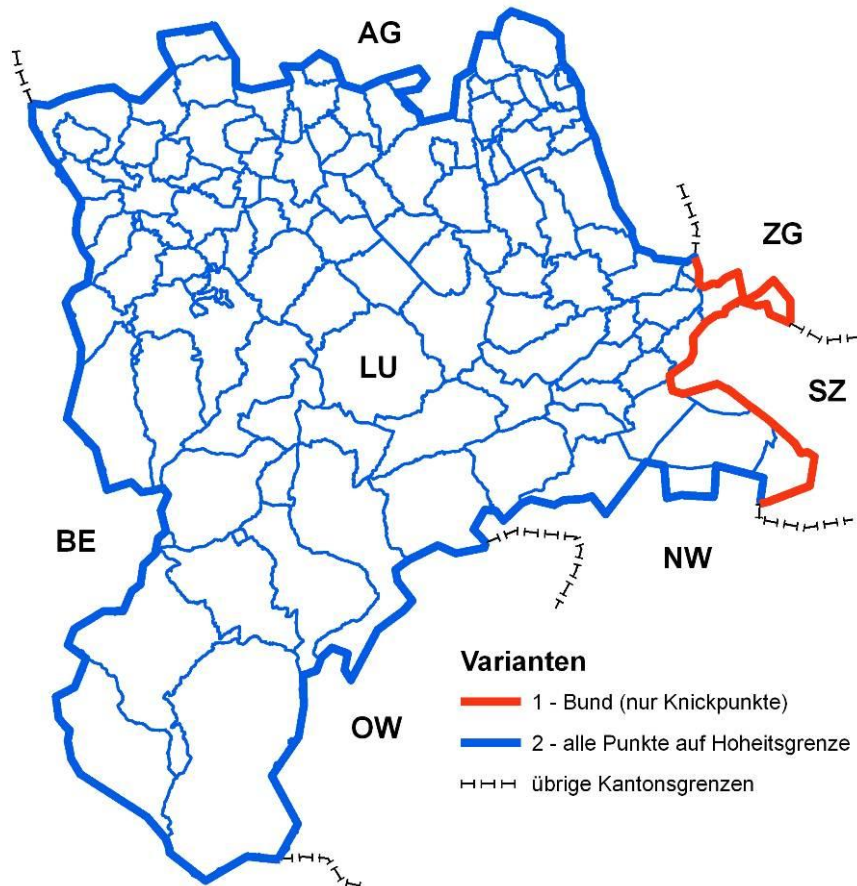 AG
ZG
LU
SZ
BE
NW
Varianten
1 - Bund (nur Knickpunkte)
OW
2 - alle Punkte auf Hoheitsgrenze
übrige Kantonsgrenzen